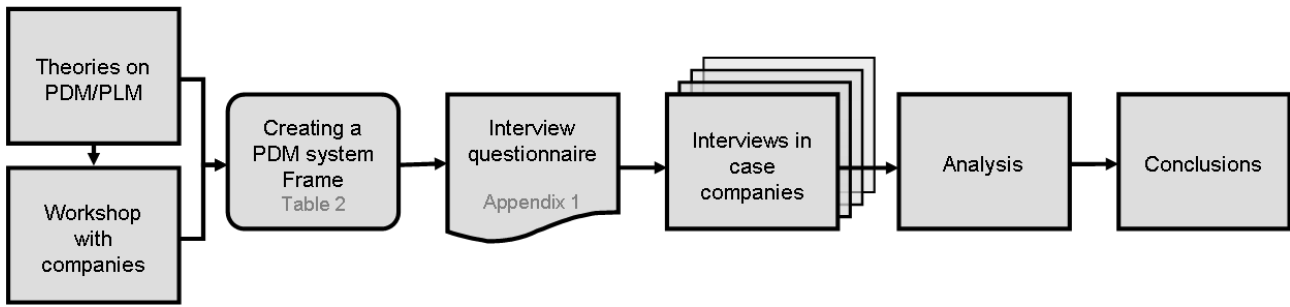 Theories on
PDM/PLM
Workshop
with
companies
Creating a
PDM system
Frame
Table 2
Interview
questionnaire
Appendix 1
Interviews in
case
companies
Analysis
Conclusions